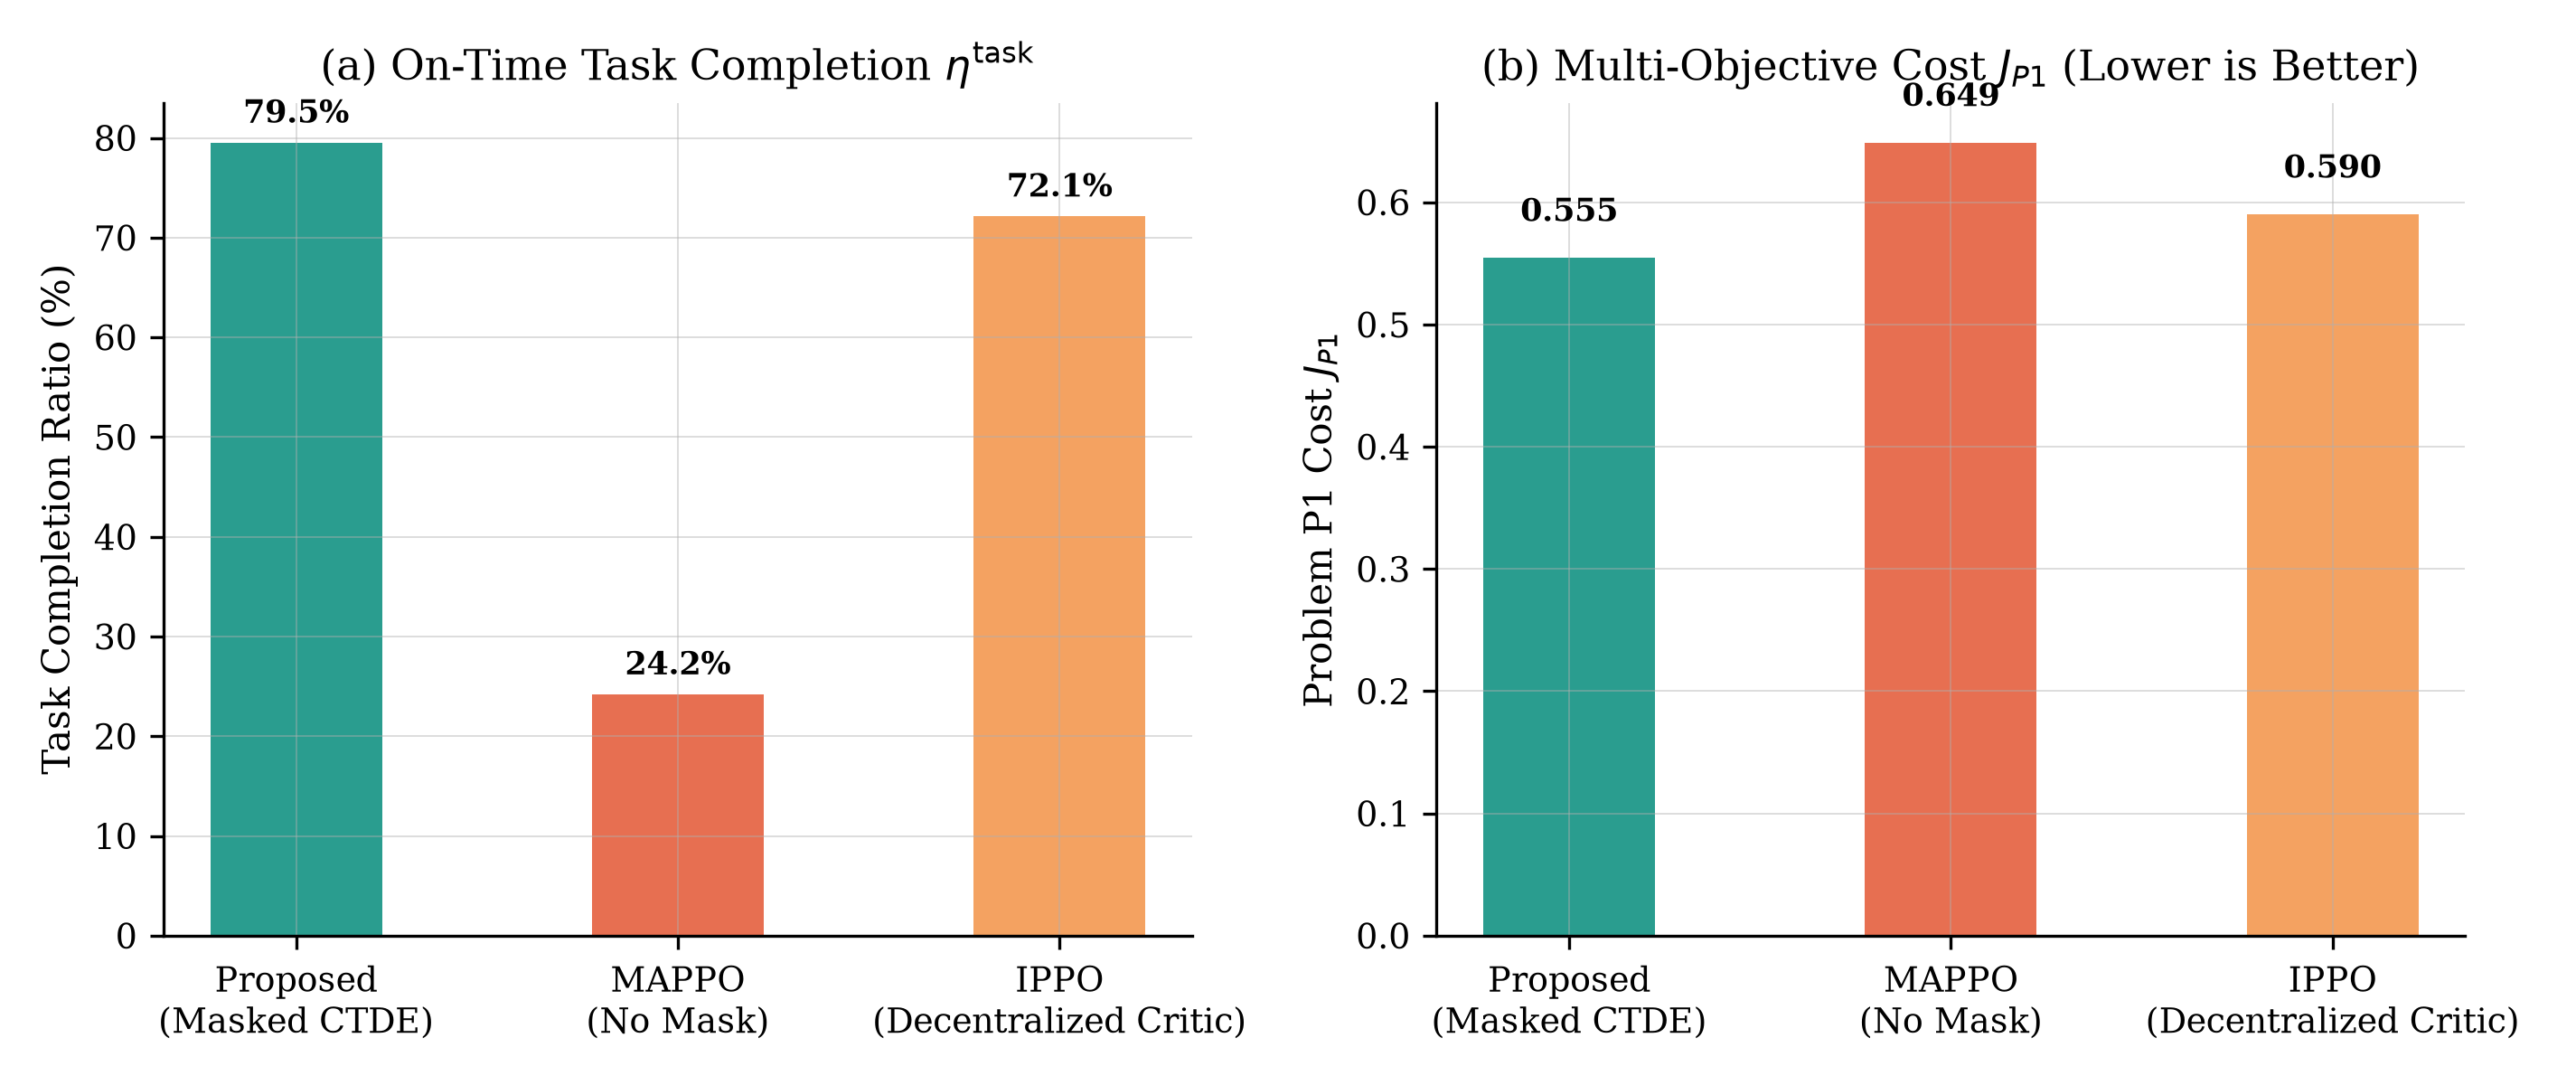 (a) On-Time Task Completion η^task
79.5%
24.2%
72.1%
Task Completion Ratio (%)
80
70
60
50
40
30
20
10
0
Proposed
(Masked CTDE)
MAPPO
(No Mask)
IPPO
(Decentralized Critic)
(b) Multi-Objective Cost J_P1 (Lower is Better)
0.555
0.649
0.590
Problem P1 Cost J_P1
0.6
0.5
0.4
0.3
0.2
0.1
0.0
Proposed
(Masked CTDE)
MAPPO
(No Mask)
IPPO
(Decentralized Critic)